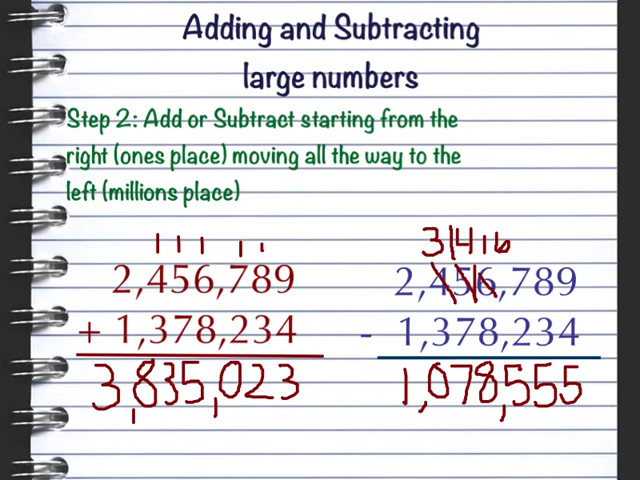 Adding and Subtracting
large numbers
Step 2: Add or Subtract starting from the
right (ones place) moving all the way to the
left (millions place)
1 1 1 1 1
2,456,789
+ 1,378,234
3,835,023
3 14 16
2,456,789
- 1,378,234
1,078,555